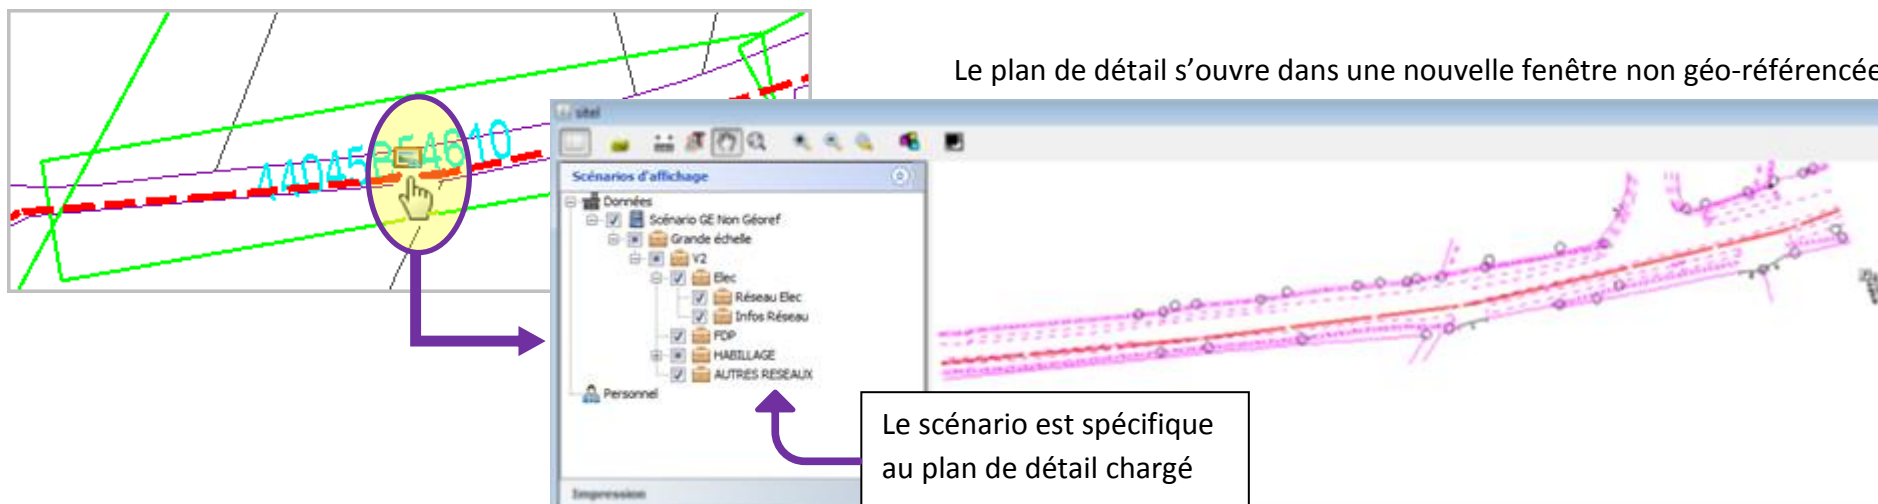 Le plan de détail s’ouvre dans une nouvelle fenêtre non géo-référencée
44045B54610
sitel
Scénarios d'affichage
Données
Scénario GE Non Géoref
Grande échelle
V2
Elec
Réseau Elec
Infos Réseau
FDP
HABILLAGE
AUTRES RESEAUX
Personnel
Le scénario est spécifique
au plan de détail chargé
Impression